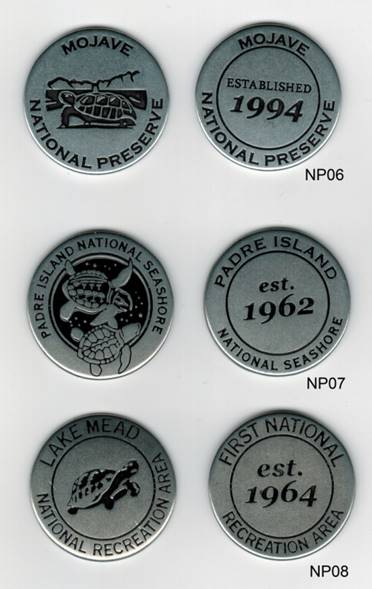 MOJAVE
NATIONAL PRESERVE
MOJAVE
ESTABLISHED
1994
NATIONAL PRESERVE
NP06
PADRE ISLAND NATIONAL SEASHORE
PADRE ISLAND
est.
1962
NATIONAL SEASHORE
NP07
LAKE MEAD
NATIONAL RECREATION AREA
FIRST NATIONAL
est.
1964
RECREATION AREA
NP08